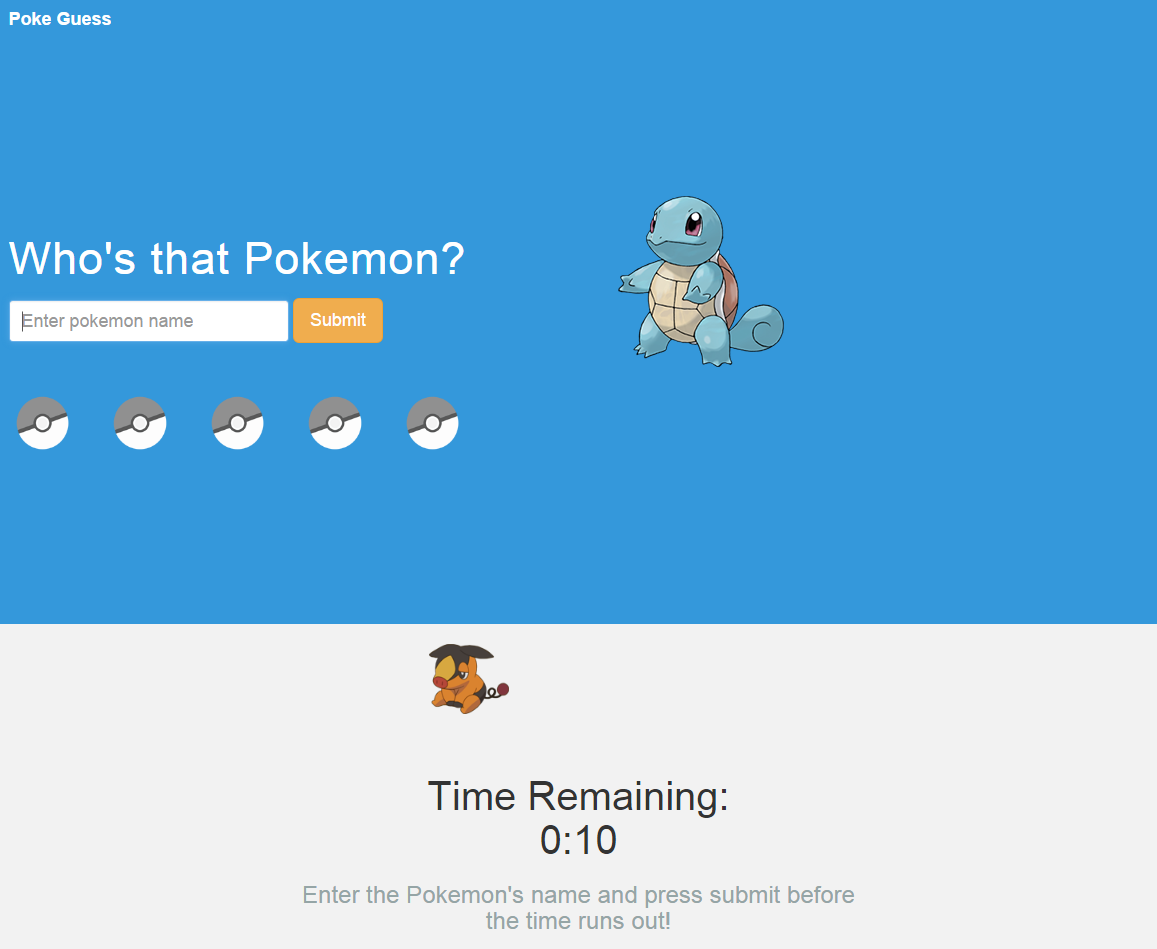 Poke Guess
Who's that Pokemon?
Enter pokemon name
Submit
Time Remaining:
0:10
Enter the Pokemon's name and press submit before
the time runs out!